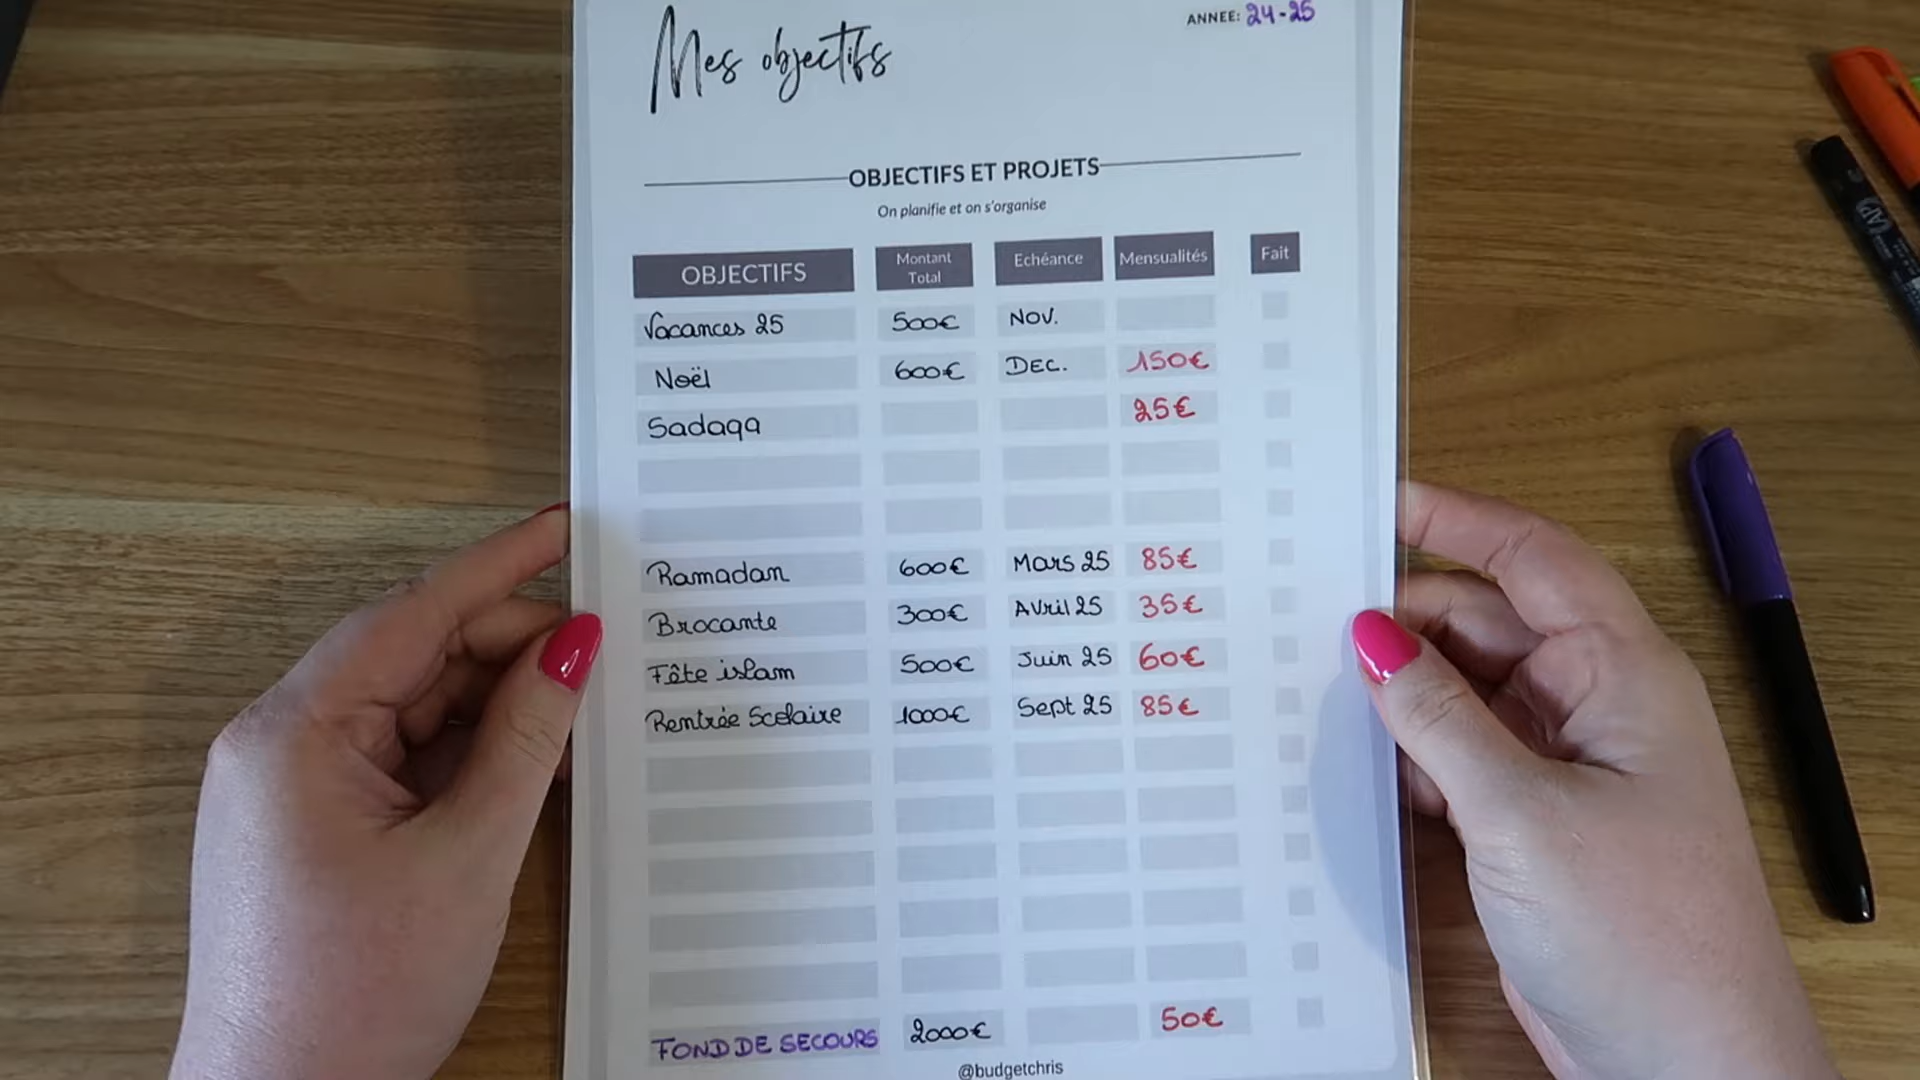 Mes objectifs
ANNEE: 24-25
OBJECTIFS ET PROJETS
On planifie et on s'organise
OBJECTIFS Montant Total Echéance Mensualités Fait
Vacances 25 500€ NOV.
Noël 600€ DEC. 150€
Sadaqa 25€
Ramadan 600€ Mars 25 85€
Brocante 300€ Avril 25 35€
Fête islam 500€ Juin 25 60€
Rentrée Scolaire 1000€ Sept 25 85€
FOND DE SECOURS 2000€ 50€
@budgetchris